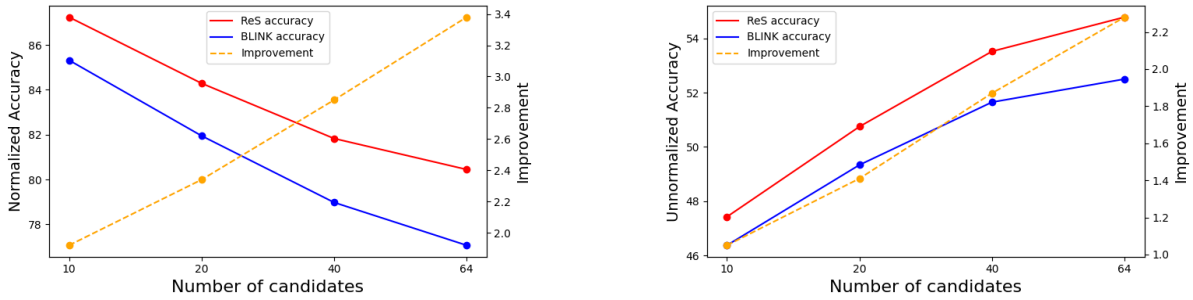 ReS accuracy
BLINK accuracy
Improvement
Normalized Accuracy
86
84
82
80
78
3.4
3.2
3.0
2.8
2.6
2.4
2.2
2.0
Improvement
10
20
40
64
Number of candidates
ReS accuracy
BLINK accuracy
Improvement
Unnormalized Accuracy
54
52
50
48
46
2.2
2.0
1.8
1.6
1.4
1.2
1.0
Improvement
10
20
40
64
Number of candidates